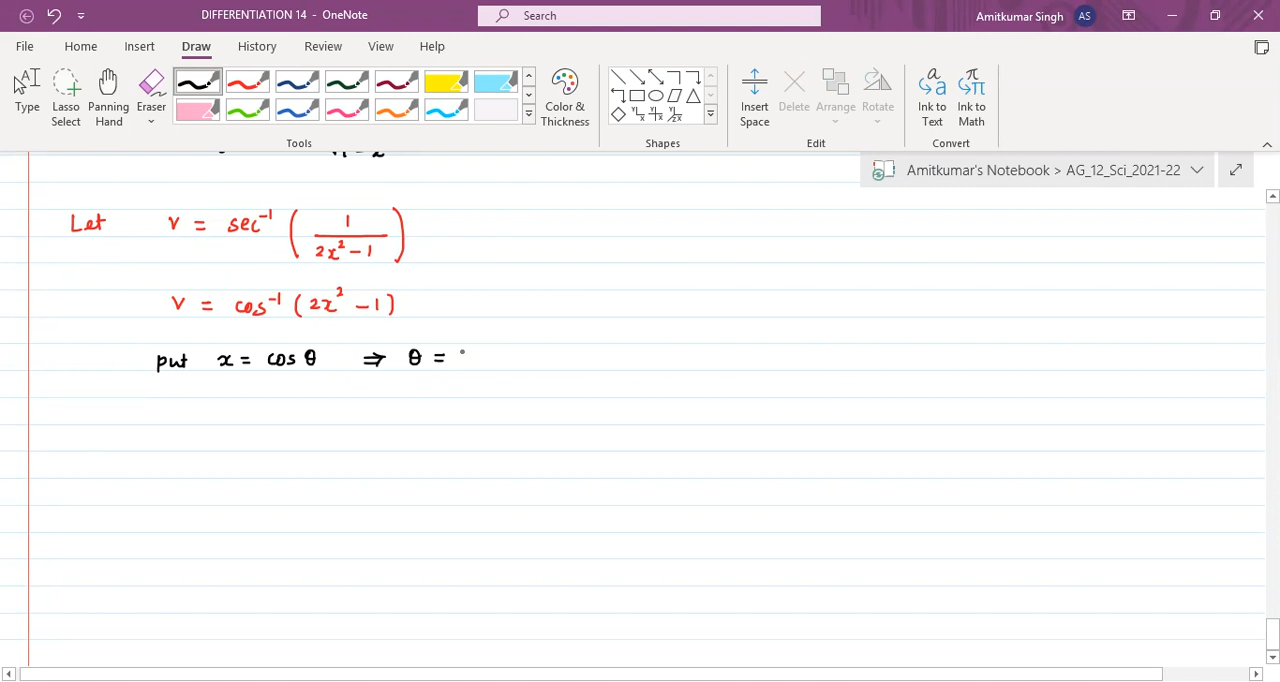 DIFFERENTIATION 14 - OneNote
Search
Amitkumar Singh AS
File Home Insert Draw History Review View Help
Type Lasso Select Panning Hand Eraser Color & Thickness Insert Space Delete Arrange Rotate Ink to Text Ink to Math
Tools Shapes Edit Convert
Amitkumar's Notebook > AG_12_Sci_2021-22
Let v = sec⁻¹ ( 1 / 2x² - 1 )
v = cos⁻¹ ( 2x² - 1 )
put x = cos θ ⇒ θ =